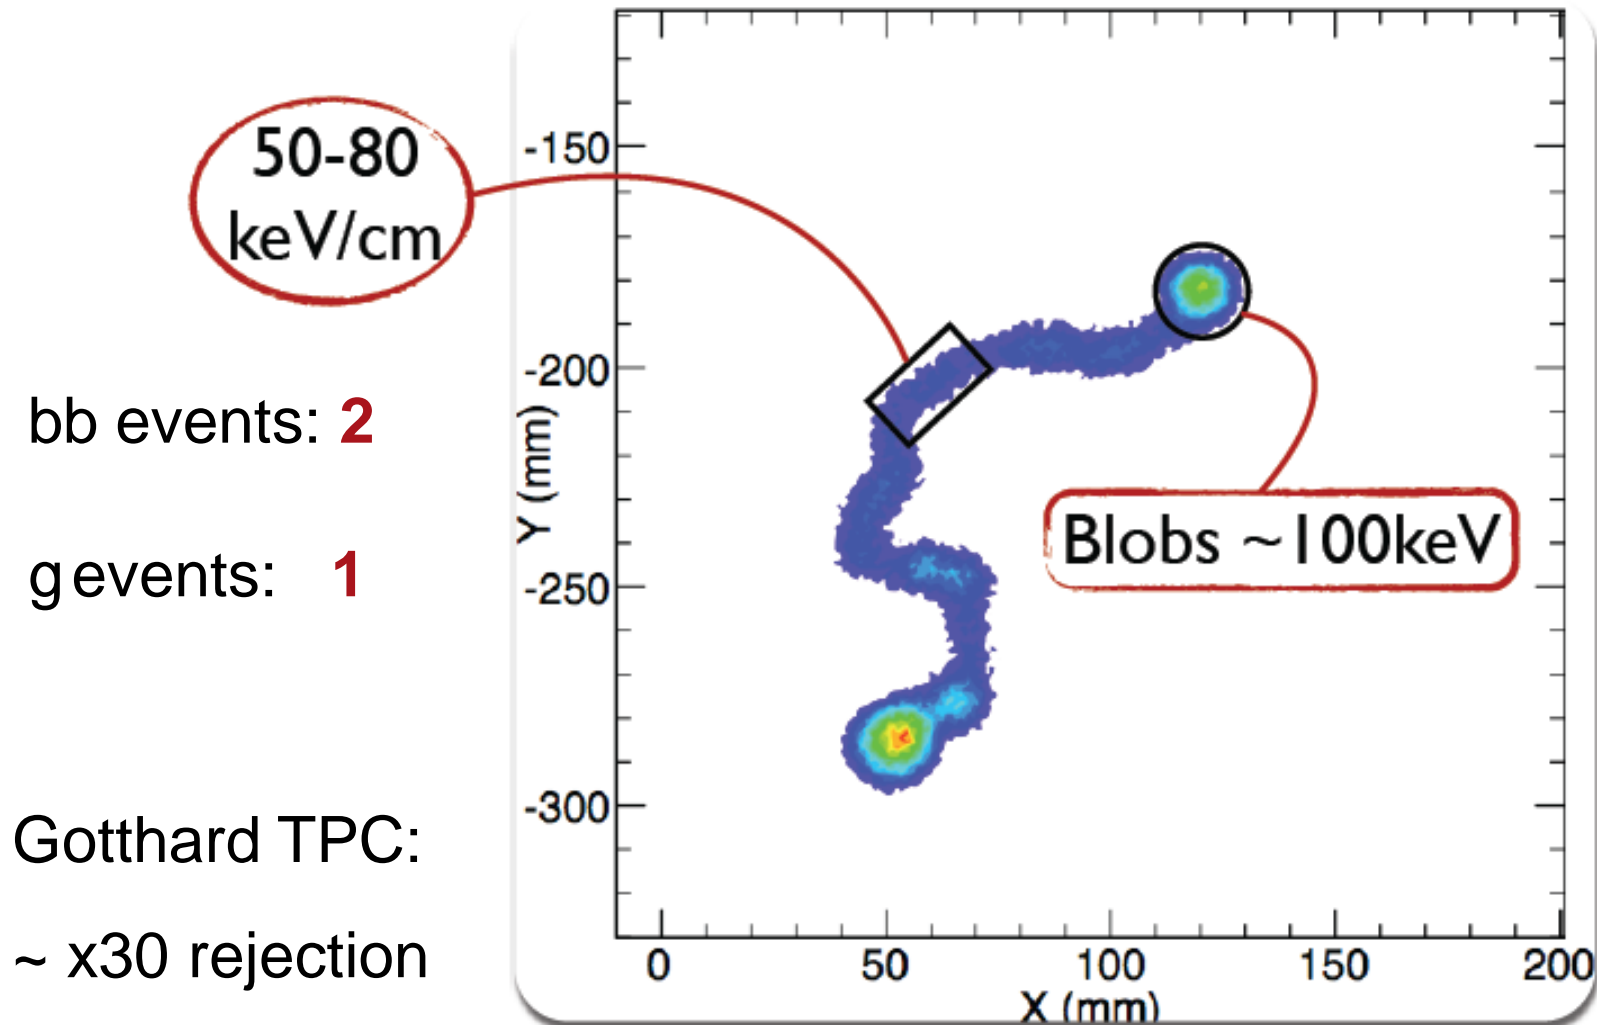 50-80
keV/cm
bb events: 2
g events: 1
Gotthard TPC:
~ x30 rejection
-150
-200
-250
-300
Y (mm)
Blobs ~100keV
0 50 100 150 200
X (mm)